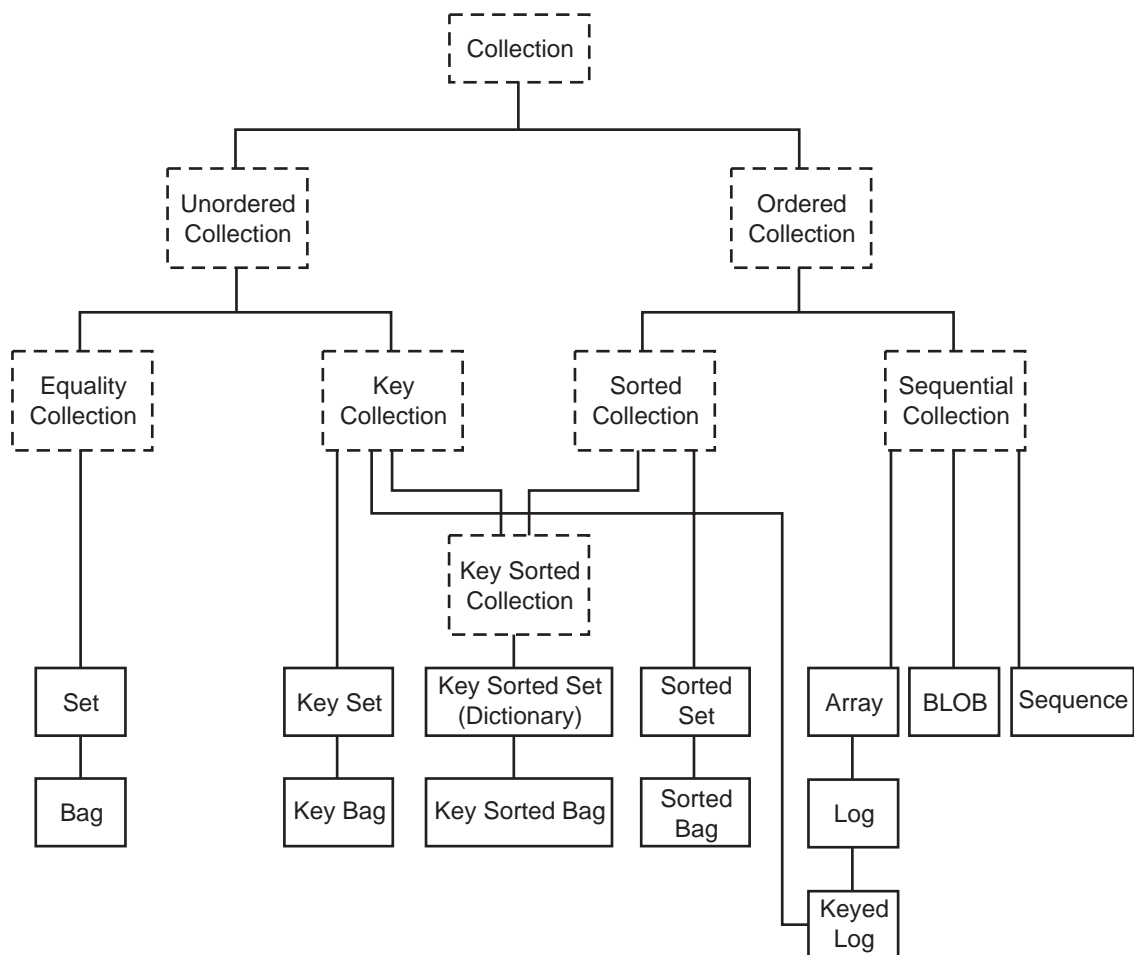 Collection
Unordered
Collection
Ordered
Collection
Equality
Collection
Key
Collection
Sorted
Collection
Sequential
Collection
Key Sorted
Collection
Set
Key Set
Key Sorted Set
(Dictionary)
Sorted
Set
Array
BLOB
Sequence
Bag
Key Bag
Key Sorted Bag
Sorted
Bag
Log
Keyed
Log